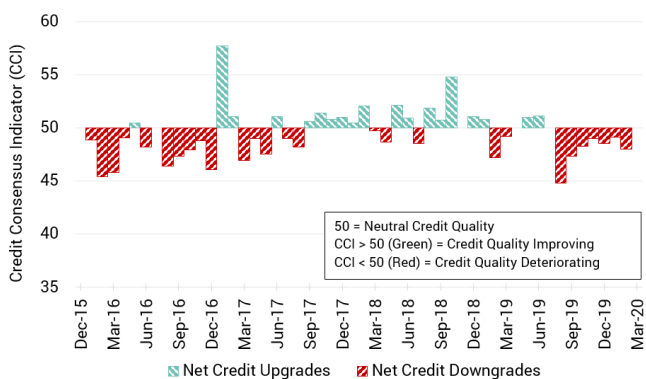 Credit Consensus Indicator (CCI)
60
55
50
45
40
35
50 = Neutral Credit Quality
CCI > 50 (Green) = Credit Quality Improving
CCI < 50 (Red) = Credit Quality Deteriorating
Dec-15
Mar-16
Jun-16
Sep-16
Dec-16
Mar-17
Jun-17
Sep-17
Dec-17
Mar-18
Jun-18
Sep-18
Dec-18
Mar-19
Jun-19
Sep-19
Dec-19
Mar-20
Net Credit Upgrades
Net Credit Downgrades